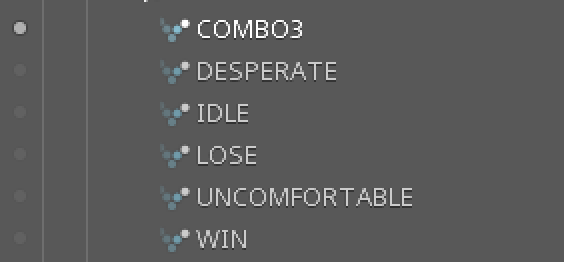 COMBO3
DESPERATE
IDLE
LOSE
UNCOMFORTABLE
WIN